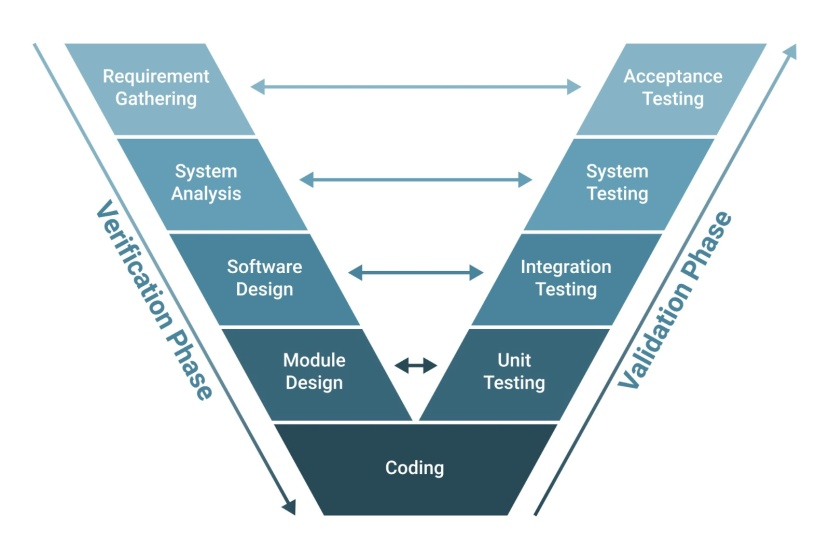 Requirement
Gathering
Acceptance
Testing
System
Analysis
System
Testing
Verification Phase
Validation Phase
Software
Design
Integration
Testing
Module
Design
Unit
Testing
Coding